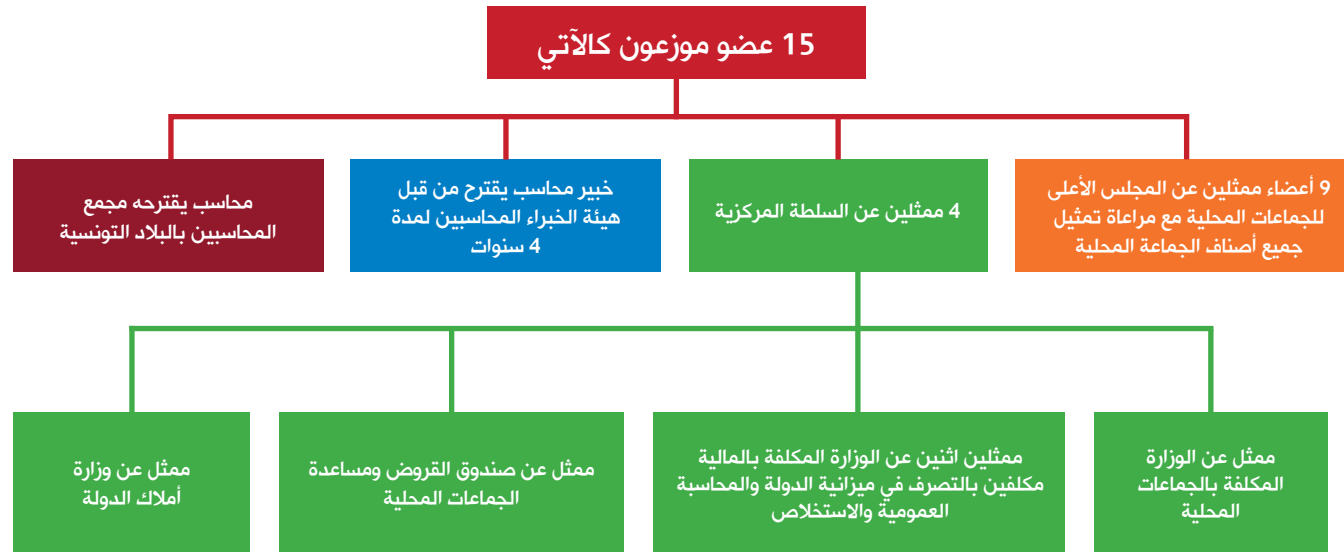 15 عضو موزعون كالآتي
9 أعضاء ممثلين عن المجلس الأعلى
للجماعات المحلية مع مراعاة تمثيل
جميع أصناف الجماعة المحلية
4 ممثلين عن السلطة المركزية
خبير محاسب يقترح من قبل
هيئة الخبراء المحاسبين لمدة
4 سنوات
محاسب يقترحه مجمع
المحاسبين بالبلاد التونسية
ممثل عن الوزارة
المكلفة بالجماعات
المحلية
ممثلين اثنين عن الوزارة المكلفة بالمالية
مكلفين بالتصرف في ميزانية الدولة والمحاسبة
العمومية والاستخلاص
ممثل عن صندوق القروض ومساعدة
الجماعات المحلية
ممثل عن وزارة
أملاك الدولة